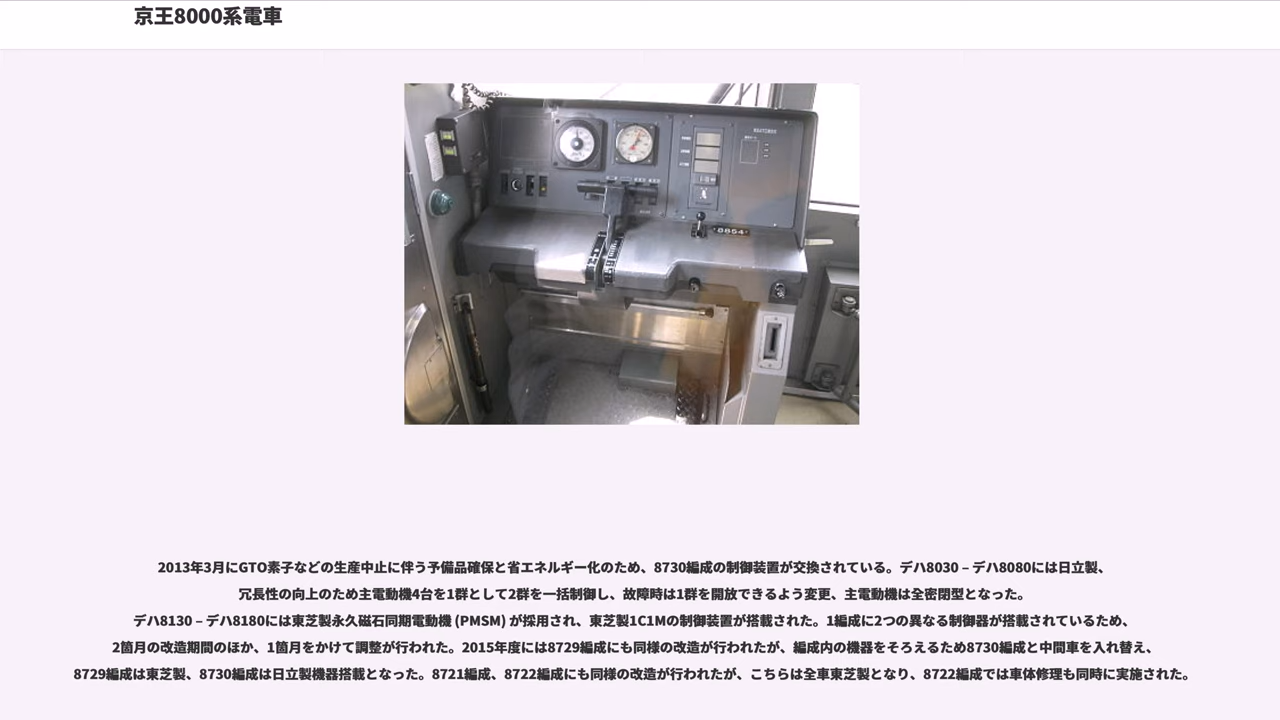 京王8000系電車
8854
2013年3月にGTO素子などの生産中止に伴う予備品確保と省エネルギー化のため、8730編成の制御装置が交換されている。デハ8030 – デハ8080には日立製、
冗長性の向上のため主電動機4台を1群として2群を一括制御し、故障時は1群を開放できるよう変更、主電動機は全密閉型となった。
デハ8130 – デハ8180には東芝製永久磁石同期電動機 (PMSM) が採用され、東芝製1C1Mの制御装置が搭載された。1編成に2つの異なる制御器が搭載されているため、
2箇月の改造期間のほか、1箇月をかけて調整が行われた。2015年度には8729編成にも同様の改造が行われたが、編成内の機器をそろえるため8730編成と中間車を入れ替え、
8729編成は東芝製、8730編成は日立製機器搭載となった。8721編成、8722編成にも同様の改造が行われたが、こちらは全車東芝製となり、8722編成では車体修理も同時に実施された。